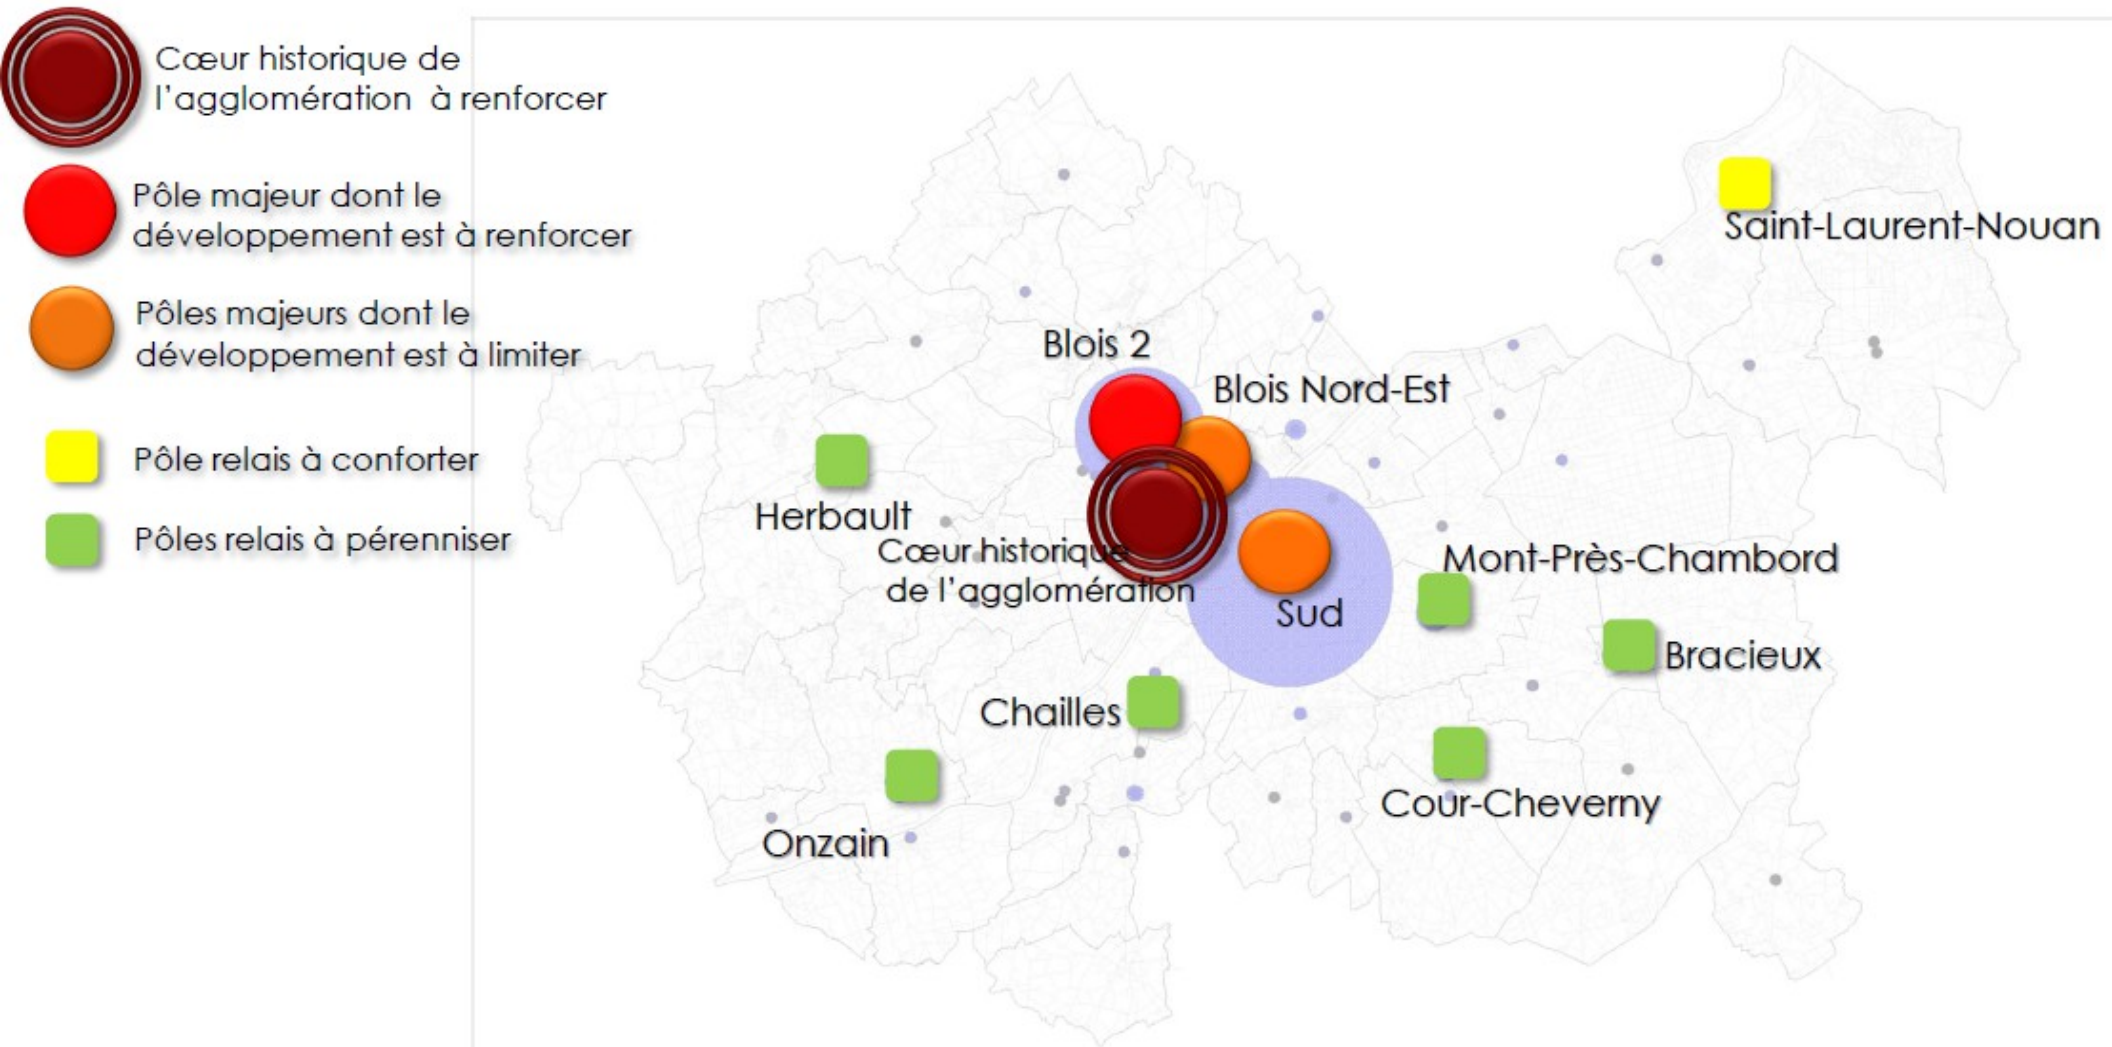 Cœur historique de
l’agglomération à renforcer
Pôle majeur dont le
développement est à renforcer
Pôles majeurs dont le
développement est à limiter
Pôle relais à conforter
Pôles relais à pérenniser
Saint-Laurent-Nouan
Blois 2
Blois Nord-Est
Herbault
Cœur historique
de l’agglomération
Mont-Près-Chambord
Sud
Bracieux
Chailles
Cour-Cheverny
Onzain